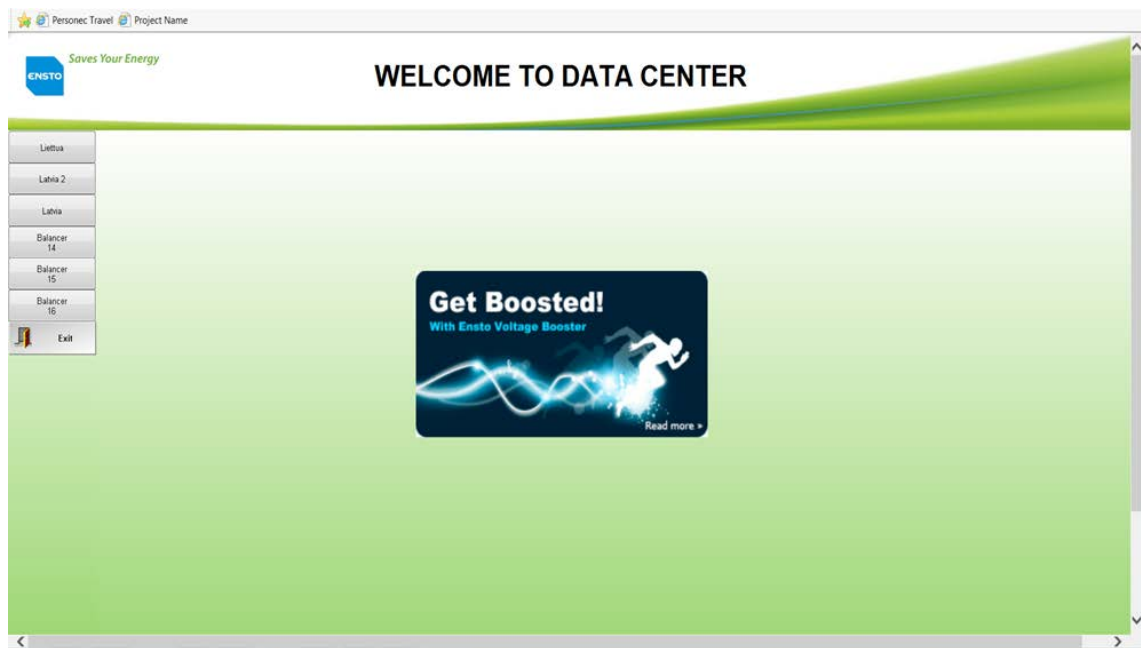 Personec Travel Project Name
Saves Your Energy
ENSTO
WELCOME TO DATA CENTER
Liettua
Latvia 2
Latvia
Balancer
14
Balancer
15
Balancer
16
Exit
Get Boosted!
With Ensto Voltage Booster
Read more »